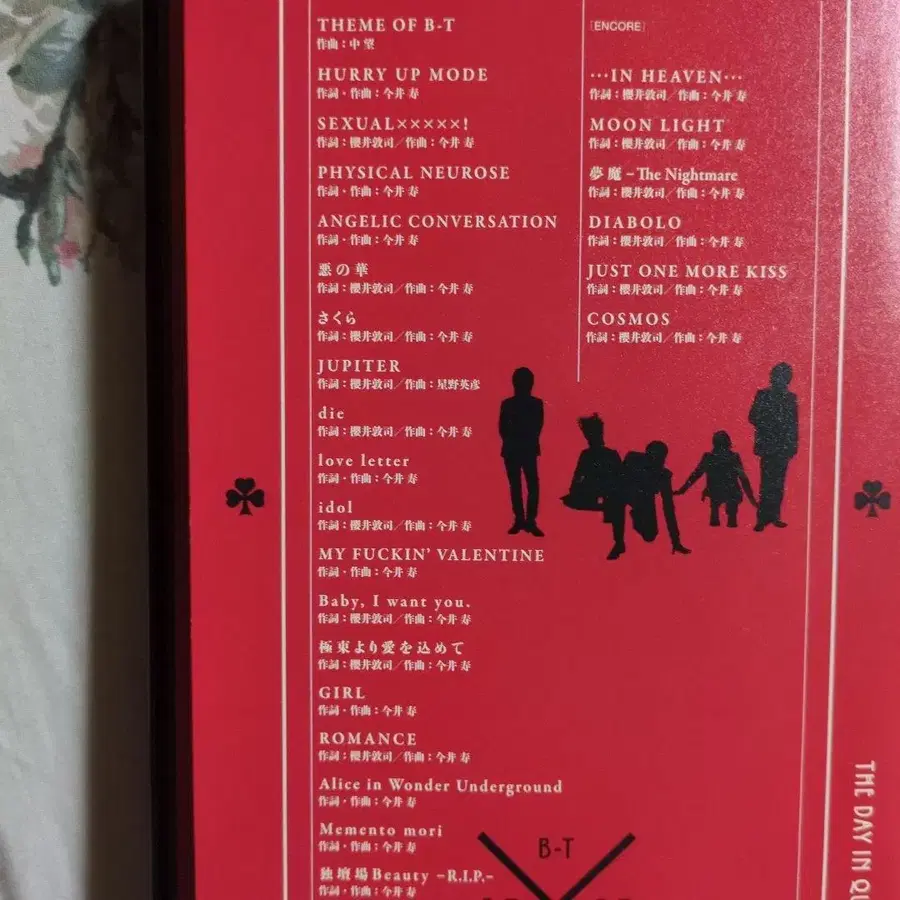 THEME OF B-T
作曲：中 望
HURRY UP MODE
作詞・作曲：今井 寿
SEXUAL×××××!
作詞：櫻井敦司／作曲：今井 寿
PHYSICAL NEUROSE
作詞・作曲：今井 寿
ANGELIC CONVERSATION
作詞・作曲：今井 寿
悪の華
作詞：櫻井敦司／作曲：今井 寿
さくら
作詞：櫻井敦司／作曲：今井 寿
JUPITER
作詞：櫻井敦司／作曲：星野英彦
die
作詞：櫻井敦司／作曲：今井 寿
love letter
作詞・作曲：今井 寿
idol
作詞：櫻井敦司／作曲：今井 寿
MY FUCKIN' VALENTINE
作詞・作曲：今井 寿
Baby, I want you.
作詞：櫻井敦司／作曲：今井 寿
極東より愛を込めて
作詞：櫻井敦司／作曲：今井 寿
GIRL
作詞・作曲：今井 寿
ROMANCE
作詞：櫻井敦司／作曲：今井 寿
Alice in Wonder Underground
作詞・作曲：今井 寿
Memento mori
作詞・作曲：今井 寿
独壇場Beauty −R.I.P.−
作詞・作曲：今井 寿
[ENCORE]
…IN HEAVEN…
作詞：櫻井敦司／作曲：今井 寿
MOON LIGHT
作詞：櫻井敦司／作曲：今井 寿
夢魔 −The Nightmare
作詞：櫻井敦司／作曲：今井 寿
DIABOLO
作詞：櫻井敦司／作曲：今井 寿
JUST ONE MORE KISS
作詞：櫻井敦司／作曲：今井 寿
COSMOS
作詞：櫻井敦司／作曲：今井 寿
B-T
THE DAY IN